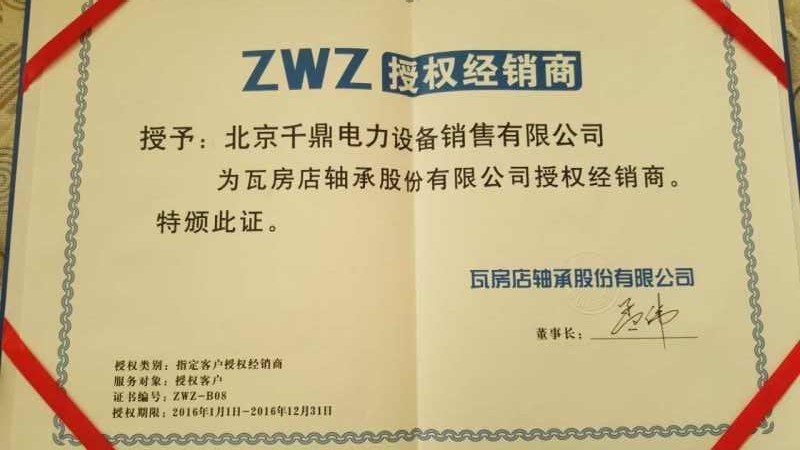 ZWZ 授权经销商
授予：北京千鼎电力设备销售有限公司
为瓦房店轴承股份有限公司授权经销商。
特颁此证。
瓦房店轴承股份有限公司
董事长：
授权类别：指定客户授权经销商
服务对象：授权客户
证书编号：ZWZ-B08
授权期限：2016年1月1日-2016年12月31日